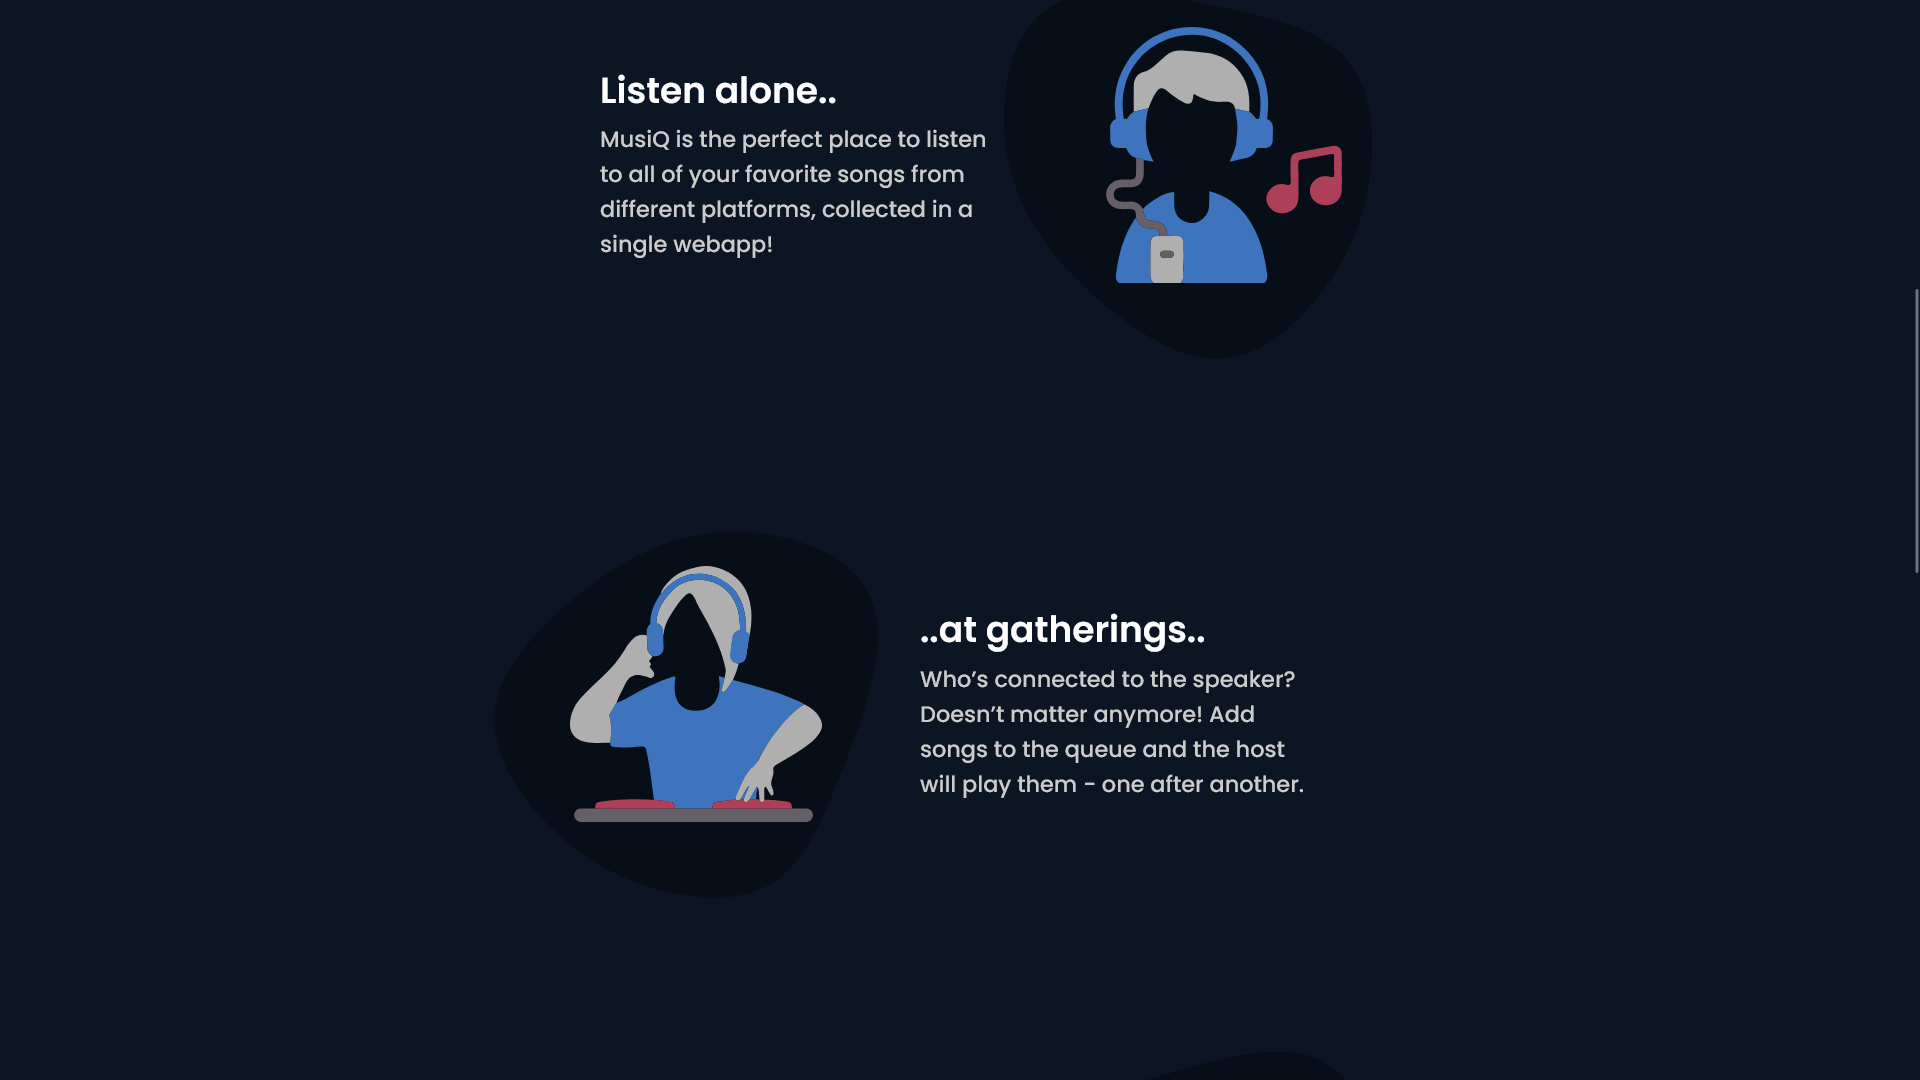 Listen alone..
MusiQ is the perfect place to listen
to all of your favorite songs from
different platforms, collected in a
single webapp!
..at gatherings..
Who’s connected to the speaker?
Doesn’t matter anymore! Add
songs to the queue and the host
will play them - one after another.